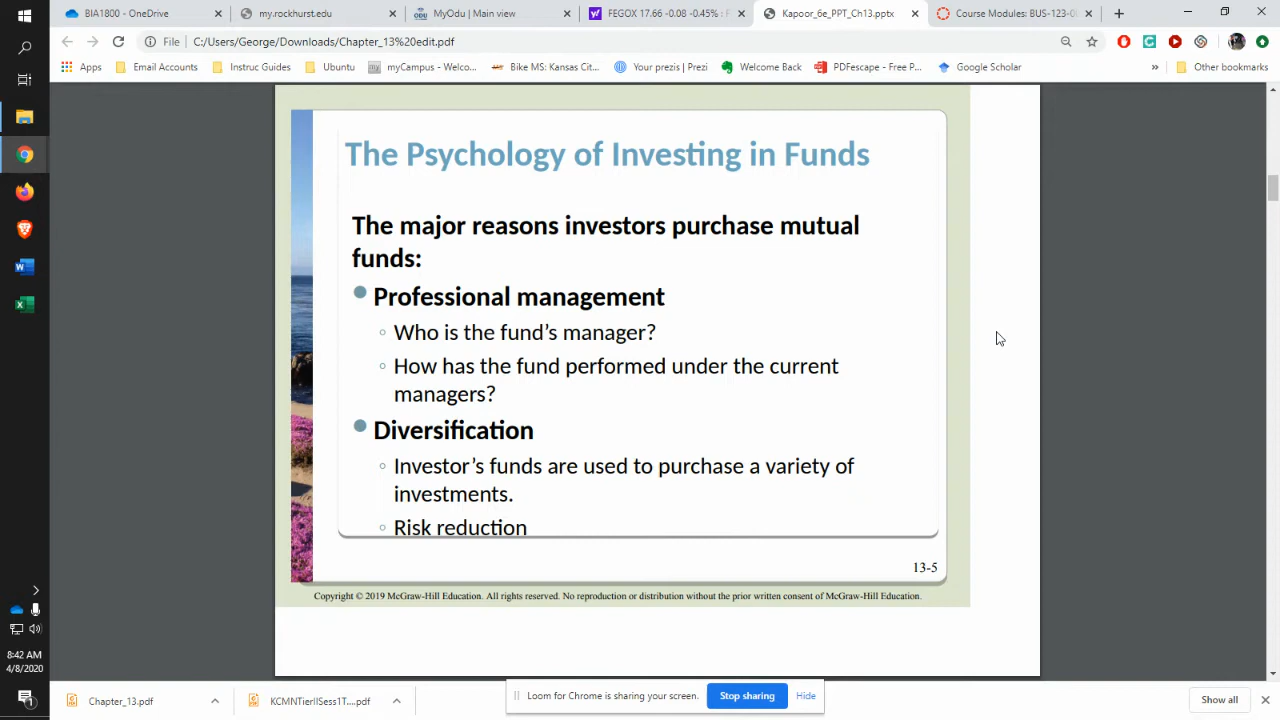 BIA1800 - OneDrive
my.rockhurst.edu
MyOdu | Main view
FEGOX 17.66 -0.08 -0.45% : F
Kapoor_6e_PPT_Ch13.pptx
Course Modules: BUS-123-0
File C:/Users/George/Downloads/Chapter_13%20edit.pdf
Apps
Email Accounts
Instruc Guides
Ubuntu
myCampus - Welco...
Bike MS: Kansas Cit...
Your prezis | Prezi
Welcome Back
PDFescape - Free P...
Google Scholar
»
Other bookmarks
The Psychology of Investing in Funds
The major reasons investors purchase mutual
funds:
Professional management
Who is the fund's manager?
How has the fund performed under the current
managers?
Diversification
Investor's funds are used to purchase a variety of
investments.
Risk reduction
13-5
Copyright © 2019 McGraw-Hill Education. All rights reserved. No reproduction or distribution without the prior written consent of McGraw-Hill Education.
8:42 AM
4/8/2020
Chapter_13.pdf
KCMNTierIISess1T....pdf
Loom for Chrome is sharing your screen.
Stop sharing
Hide
Show all